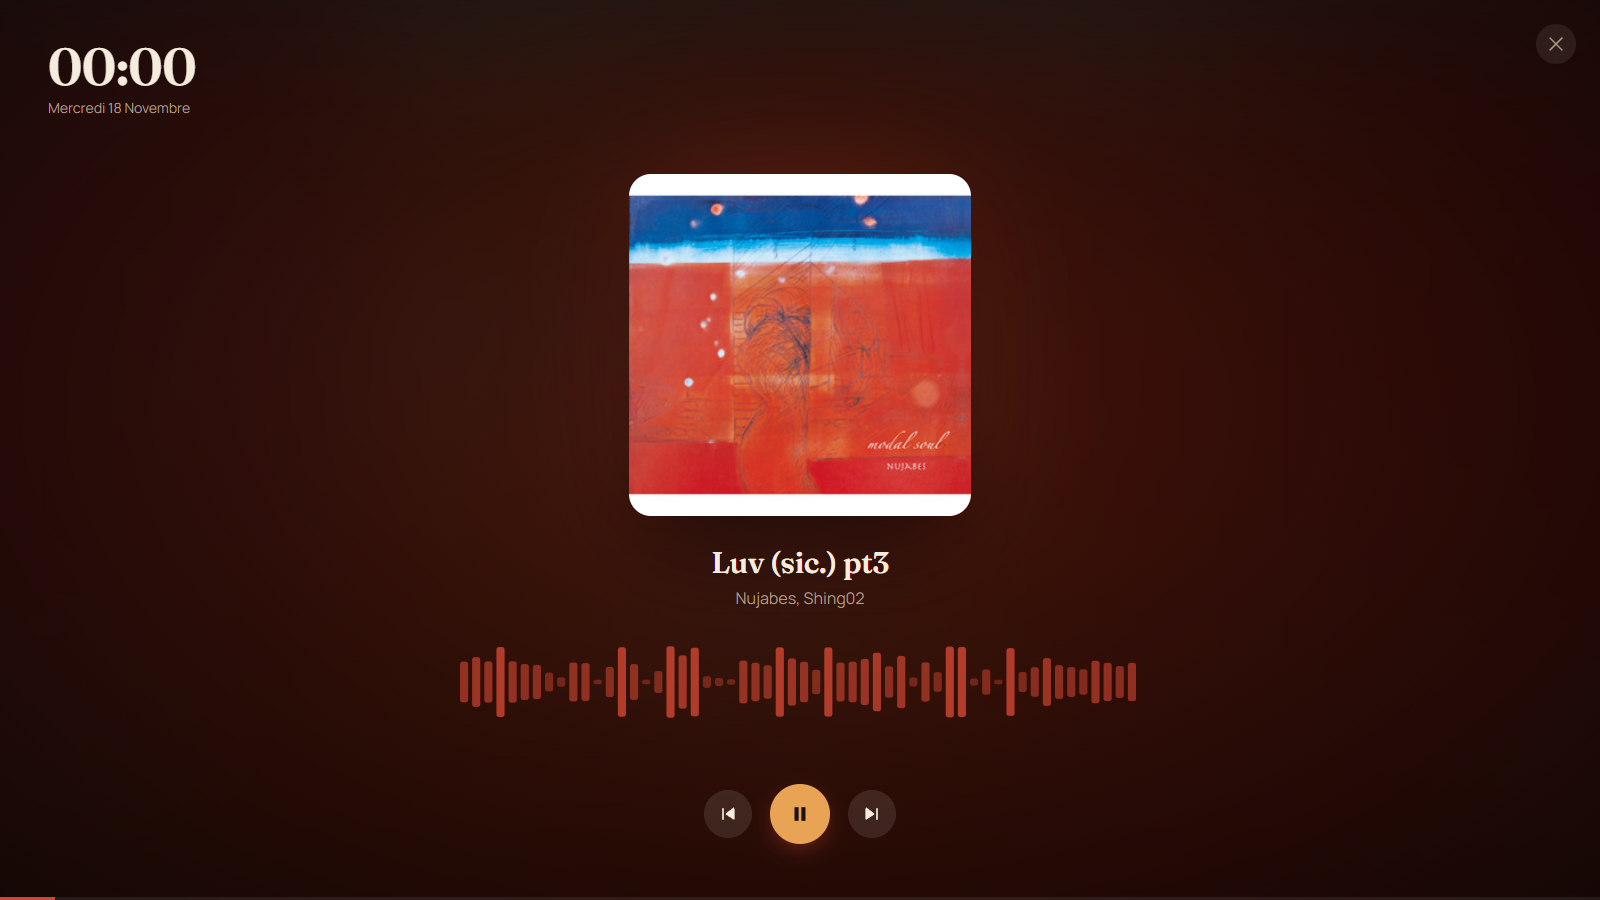 00:00
Mercredi 18 Novembre
modal soul
NUJABES
Luv (sic.) pt3
Nujabes, Shing02